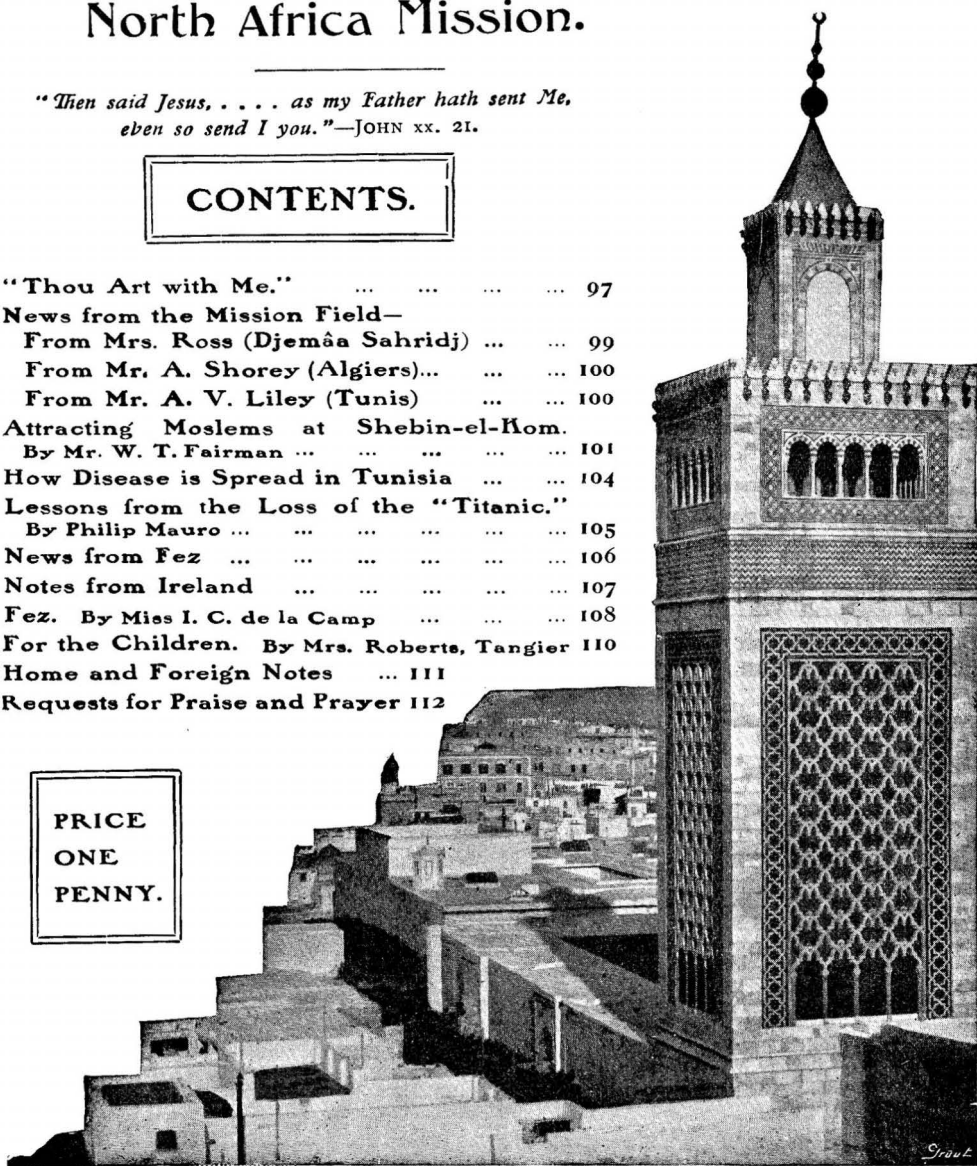 North Africa Mission.
"Then said Jesus, . . . . as my Father hath sent Me,
even so send I you."—JOHN xx. 21.
CONTENTS.
"Thou Art with Me." ... ... ... ... 97
News from the Mission Field—
From Mrs. Ross (Djemâa Sahridj) ... ... 99
From Mr. A. Shorey (Algiers)... ... ... 100
From Mr. A. V. Liley (Tunis) ... ... 100
Attracting Moslems at Shebin-el-Kom.
By Mr. W. T. Fairman ... ... ... ... ... 101
How Disease is Spread in Tunisia ... ... 104
Lessons from the Loss of the "Titanic."
By Philip Mauro ... ... ... ... ... ... 105
News from Fez ... ... ... ... ... ... 106
Notes from Ireland ... ... ... ... ... 107
Fez. By Miss I. C. de la Camp ... ... ... 108
For the Children. By Mrs. Roberts, Tangier 110
Home and Foreign Notes ... 111
Requests for Praise and Prayer 112
PRICE
ONE
PENNY.
Grout